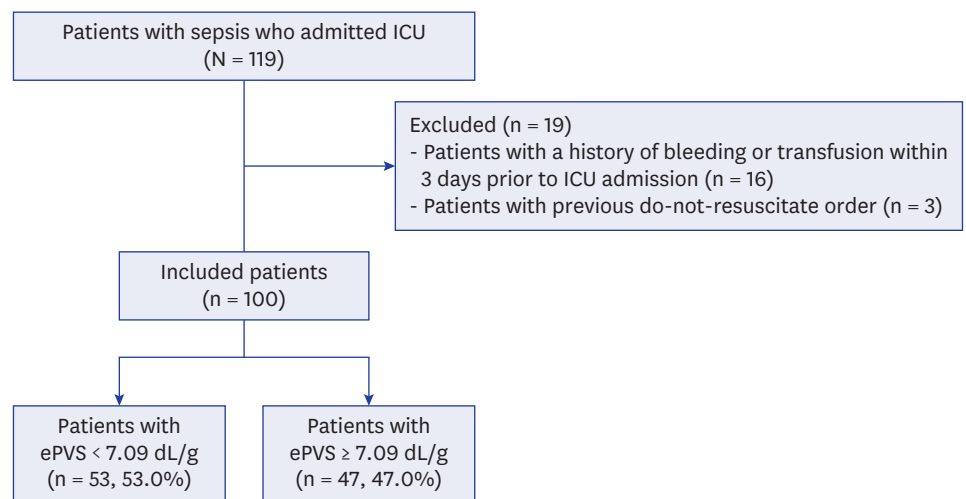 Patients with sepsis who admitted ICU
(N = 119)
Excluded (n = 19)
- Patients with a history of bleeding or transfusion within
3 days prior to ICU admission (n = 16)
- Patients with previous do-not-resuscitate order (n = 3)
Included patients
(n = 100)
Patients with
ePVS < 7.09 dL/g
(n = 53, 53.0%)
Patients with
ePVS ≥ 7.09 dL/g
(n = 47, 47.0%)